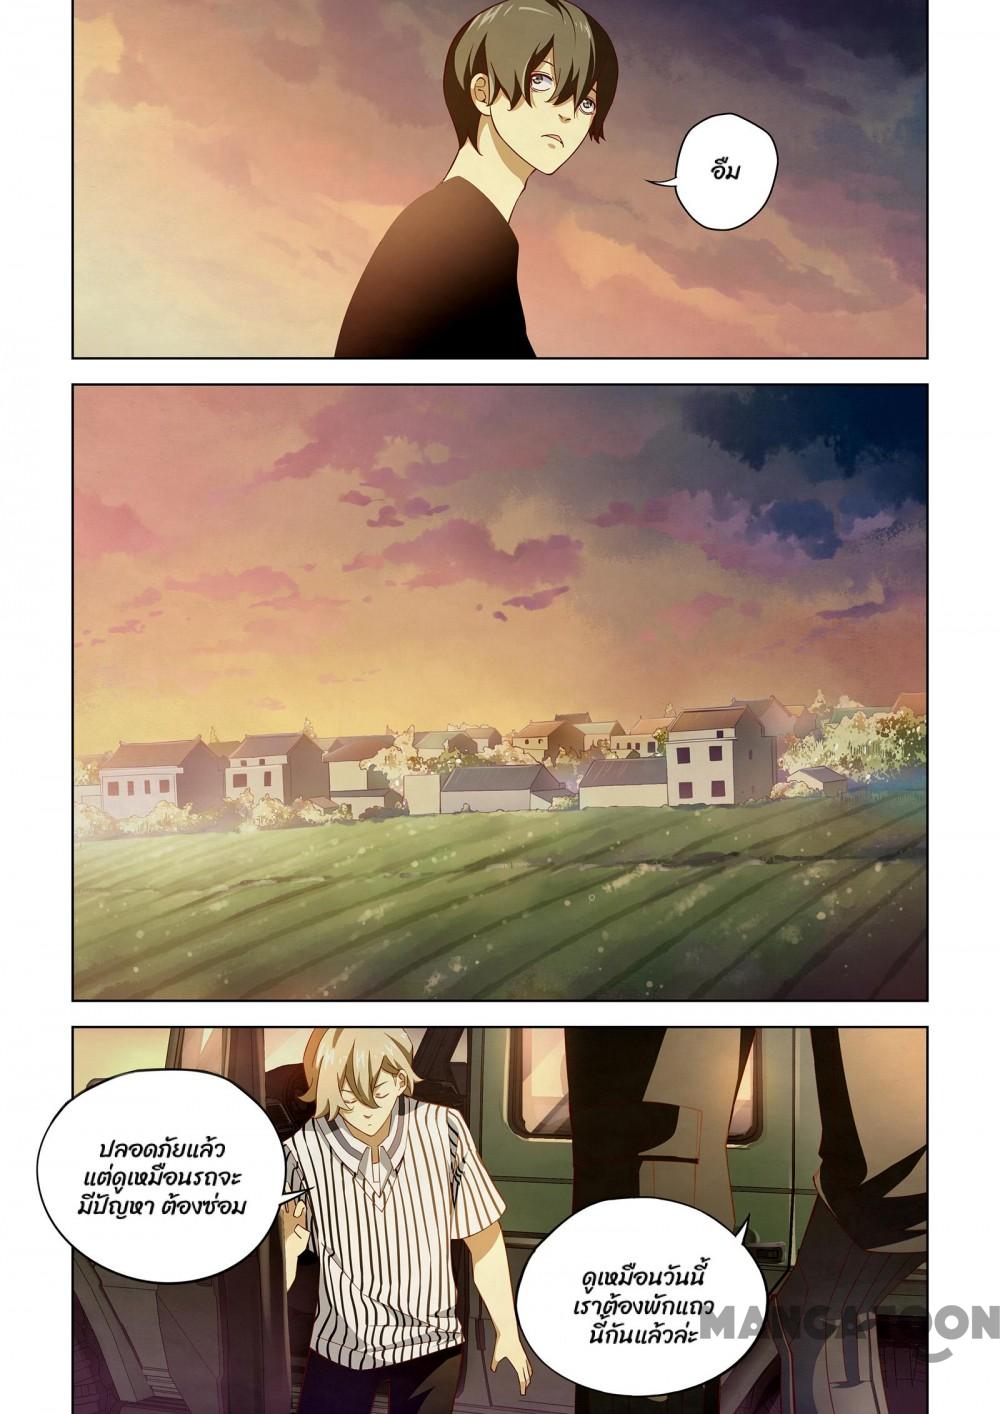 อืม
ปลอดภัยแล้ว
แต่ดูเหมือนรถจะ
มีปัญหา ต้องซ่อม
ดูเหมือนวันนี้
เราต้องพักแถว
นี้กันแล้วล่ะ
MANGATOON